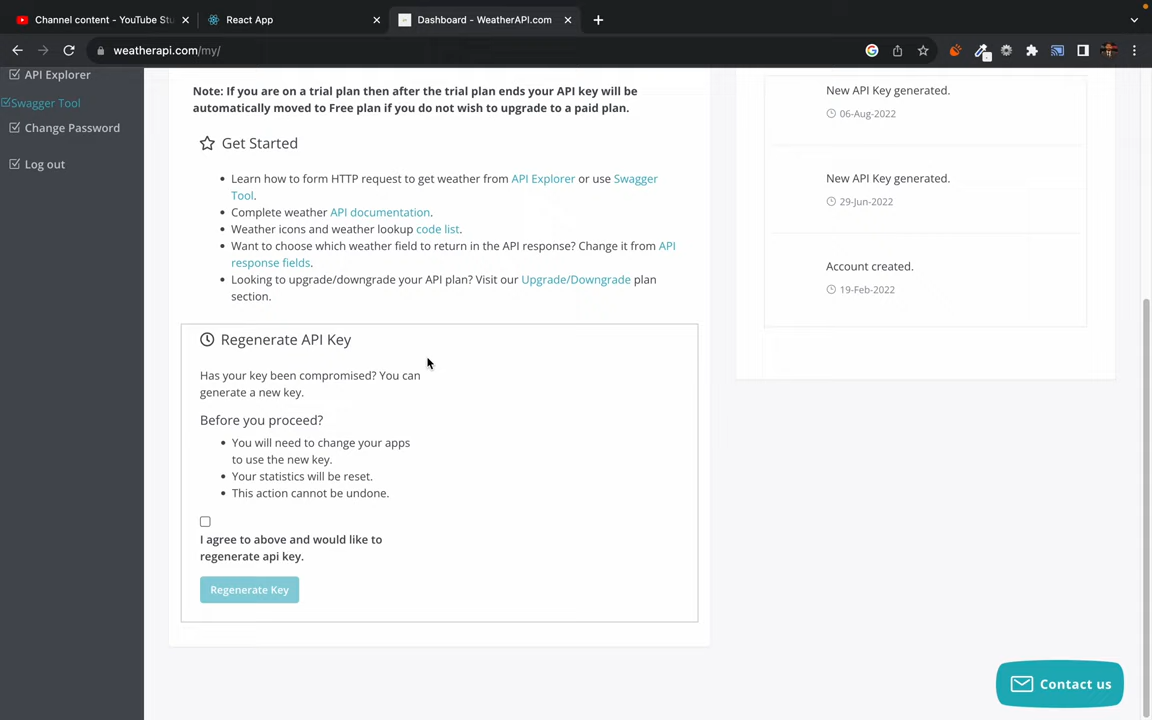 Channel content - YouTube Stu
React App
Dashboard - WeatherAPI.com
weatherapi.com/my/
API Explorer
Swagger Tool
Change Password
Log out
Note: If you are on a trial plan then after the trial plan ends your API key will be
automatically moved to Free plan if you do not wish to upgrade to a paid plan.
Get Started
Learn how to form HTTP request to get weather from API Explorer or use Swagger
Tool.
Complete weather API documentation.
Weather icons and weather lookup code list.
Want to choose which weather field to return in the API response? Change it from API
response fields.
Looking to upgrade/downgrade your API plan? Visit our Upgrade/Downgrade plan
section.
Regenerate API Key
Has your key been compromised? You can
generate a new key.
Before you proceed?
You will need to change your apps
to use the new key.
Your statistics will be reset.
This action cannot be undone.
I agree to above and would like to
regenerate api key.
Regenerate Key
New API Key generated.
06-Aug-2022
New API Key generated.
29-Jun-2022
Account created.
19-Feb-2022
Contact us